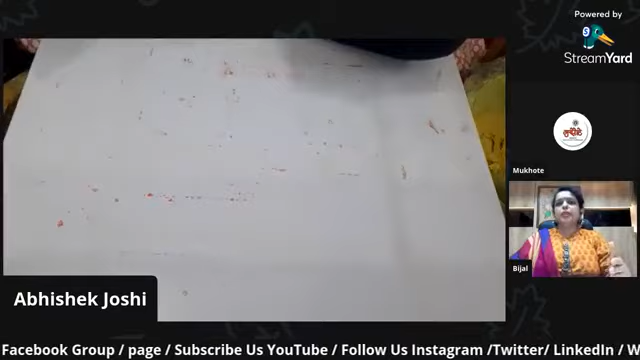 Powered by
StreamYard
मुखौटे
Mukhote
Bijal
Abhishek Joshi
Facebook Group / page / Subscribe Us YouTube / Follow Us Instagram /Twitter/ LinkedIn / W